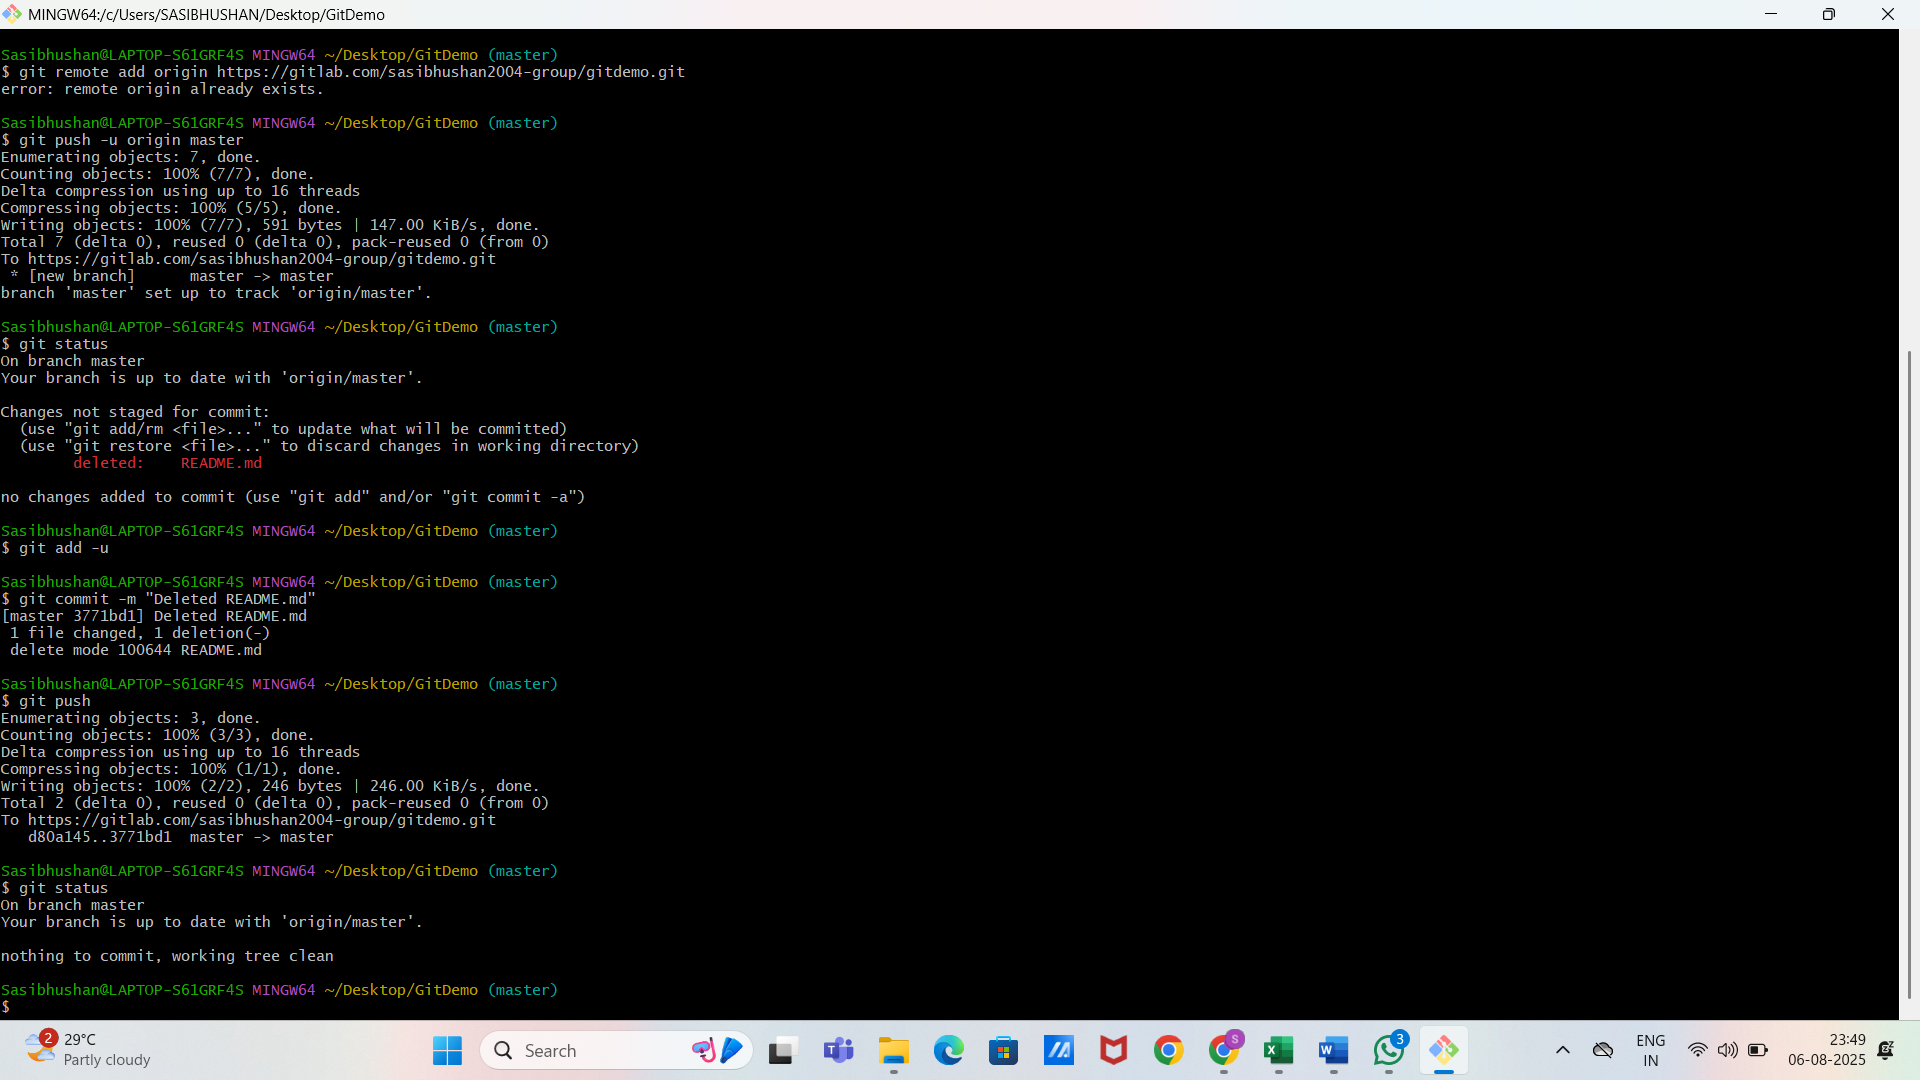 MINGW64:/c/Users/SASIBHUSHAN/Desktop/GitDemo
Sasibhushan@LAPTOP-S61GRF4S MINGW64 ~/Desktop/GitDemo (master)
$ git remote add origin https://gitlab.com/sasibhushan2004-group/gitdemo.git
error: remote origin already exists.
Sasibhushan@LAPTOP-S61GRF4S MINGW64 ~/Desktop/GitDemo (master)
$ git push -u origin master
Enumerating objects: 7, done.
Counting objects: 100% (7/7), done.
Delta compression using up to 16 threads
Compressing objects: 100% (5/5), done.
Writing objects: 100% (7/7), 591 bytes | 147.00 KiB/s, done.
Total 7 (delta 0), reused 0 (delta 0), pack-reused 0 (from 0)
To https://gitlab.com/sasibhushan2004-group/gitdemo.git
 * [new branch]      master -> master
branch 'master' set up to track 'origin/master'.
Sasibhushan@LAPTOP-S61GRF4S MINGW64 ~/Desktop/GitDemo (master)
$ git status
On branch master
Your branch is up to date with 'origin/master'.
Changes not staged for commit:
  (use "git add/rm <file>..." to update what will be committed)
  (use "git restore <file>..." to discard changes in working directory)
        deleted:    README.md
no changes added to commit (use "git add" and/or "git commit -a")
Sasibhushan@LAPTOP-S61GRF4S MINGW64 ~/Desktop/GitDemo (master)
$ git add -u
Sasibhushan@LAPTOP-S61GRF4S MINGW64 ~/Desktop/GitDemo (master)
$ git commit -m "Deleted README.md"
[master 3771bd1] Deleted README.md
 1 file changed, 1 deletion(-)
 delete mode 100644 README.md
Sasibhushan@LAPTOP-S61GRF4S MINGW64 ~/Desktop/GitDemo (master)
$ git push
Enumerating objects: 3, done.
Counting objects: 100% (3/3), done.
Delta compression using up to 16 threads
Compressing objects: 100% (1/1), done.
Writing objects: 100% (2/2), 246 bytes | 246.00 KiB/s, done.
Total 2 (delta 0), reused 0 (delta 0), pack-reused 0 (from 0)
To https://gitlab.com/sasibhushan2004-group/gitdemo.git
   d80a145..3771bd1  master -> master
Sasibhushan@LAPTOP-S61GRF4S MINGW64 ~/Desktop/GitDemo (master)
$ git status
On branch master
Your branch is up to date with 'origin/master'.
nothing to commit, working tree clean
Sasibhushan@LAPTOP-S61GRF4S MINGW64 ~/Desktop/GitDemo (master)
$
2
29°C
Partly cloudy
Search
T
S
X
W
3
ENG
IN
23:49
06-08-2025